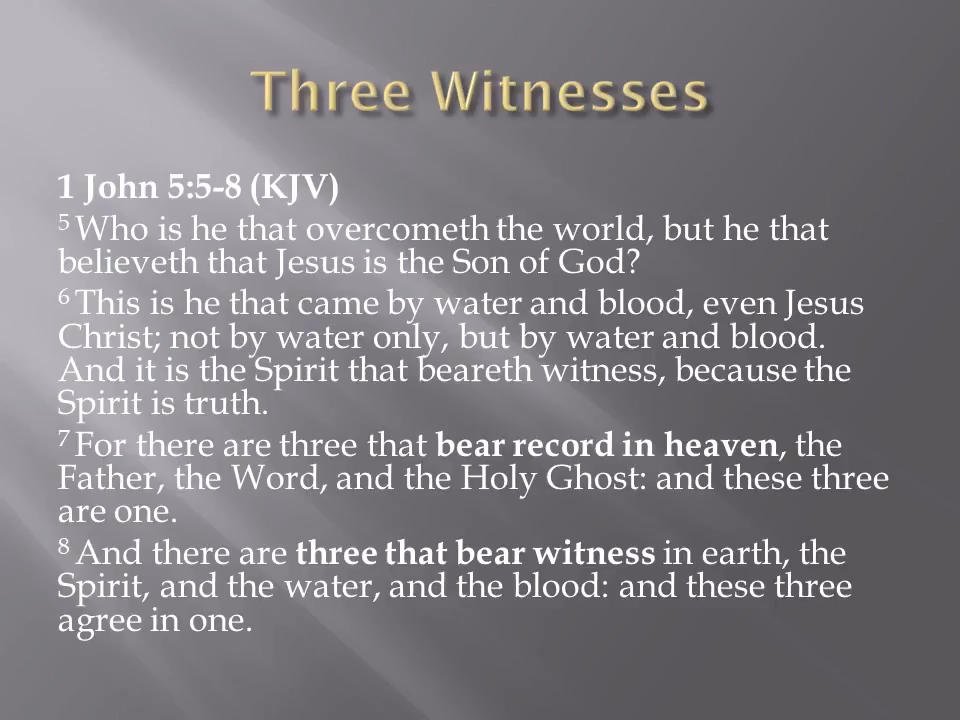 Three Witnesses
1 John 5:5-8 (KJV)
5 Who is he that overcometh the world, but he that
believeth that Jesus is the Son of God?
6 This is he that came by water and blood, even Jesus
Christ; not by water only, but by water and blood.
And it is the Spirit that beareth witness, because the
Spirit is truth.
7 For there are three that bear record in heaven, the
Father, the Word, and the Holy Ghost: and these three
are one.
8 And there are three that bear witness in earth, the
Spirit, and the water, and the blood: and these three
agree in one.